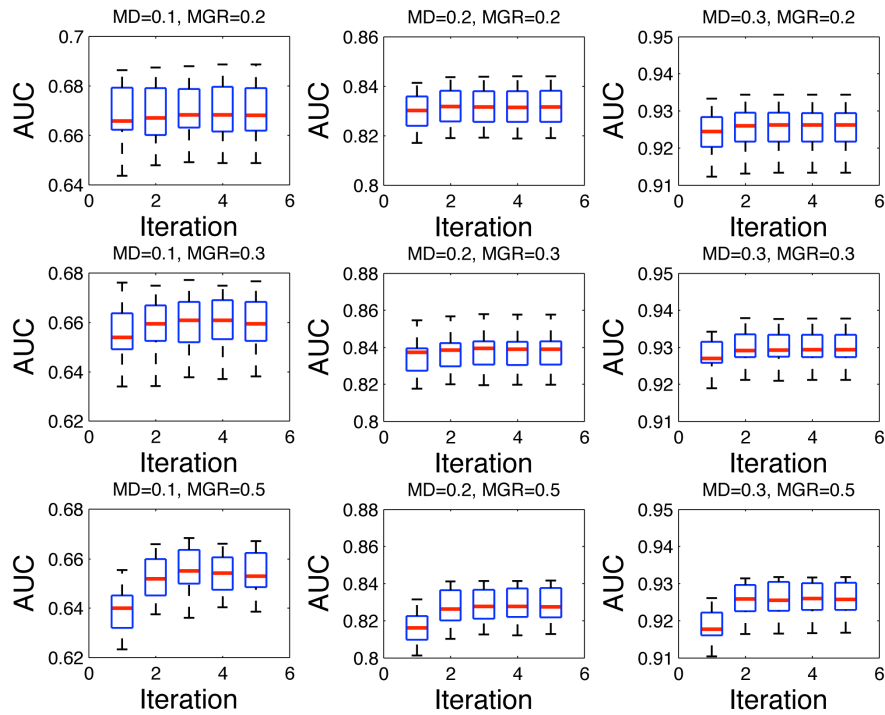 MD=0.1, MGR=0.2
0.7
0.68
0.66
0.64
AUC
0 2 4 6
Iteration
MD=0.2, MGR=0.2
0.86
0.84
0.82
0.8
AUC
0 2 4 6
Iteration
MD=0.3, MGR=0.2
0.95
0.94
0.93
0.92
0.91
AUC
0 2 4 6
Iteration
MD=0.1, MGR=0.3
0.68
0.66
0.64
0.62
AUC
0 2 4 6
Iteration
MD=0.2, MGR=0.3
0.88
0.86
0.84
0.82
0.8
AUC
0 2 4 6
Iteration
MD=0.3, MGR=0.3
0.95
0.94
0.93
0.92
0.91
AUC
0 2 4 6
Iteration
MD=0.1, MGR=0.5
0.68
0.66
0.64
0.62
AUC
0 2 4 6
Iteration
MD=0.2, MGR=0.5
0.88
0.86
0.84
0.82
0.8
AUC
0 2 4 6
Iteration
MD=0.3, MGR=0.5
0.95
0.94
0.93
0.92
0.91
AUC
0 2 4 6
Iteration